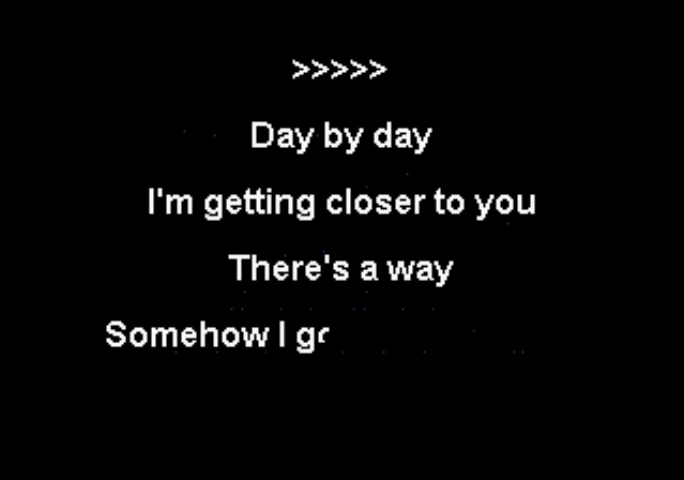 >>>>>
Day by day
I'm getting closer to you
There's a way
Somehow I